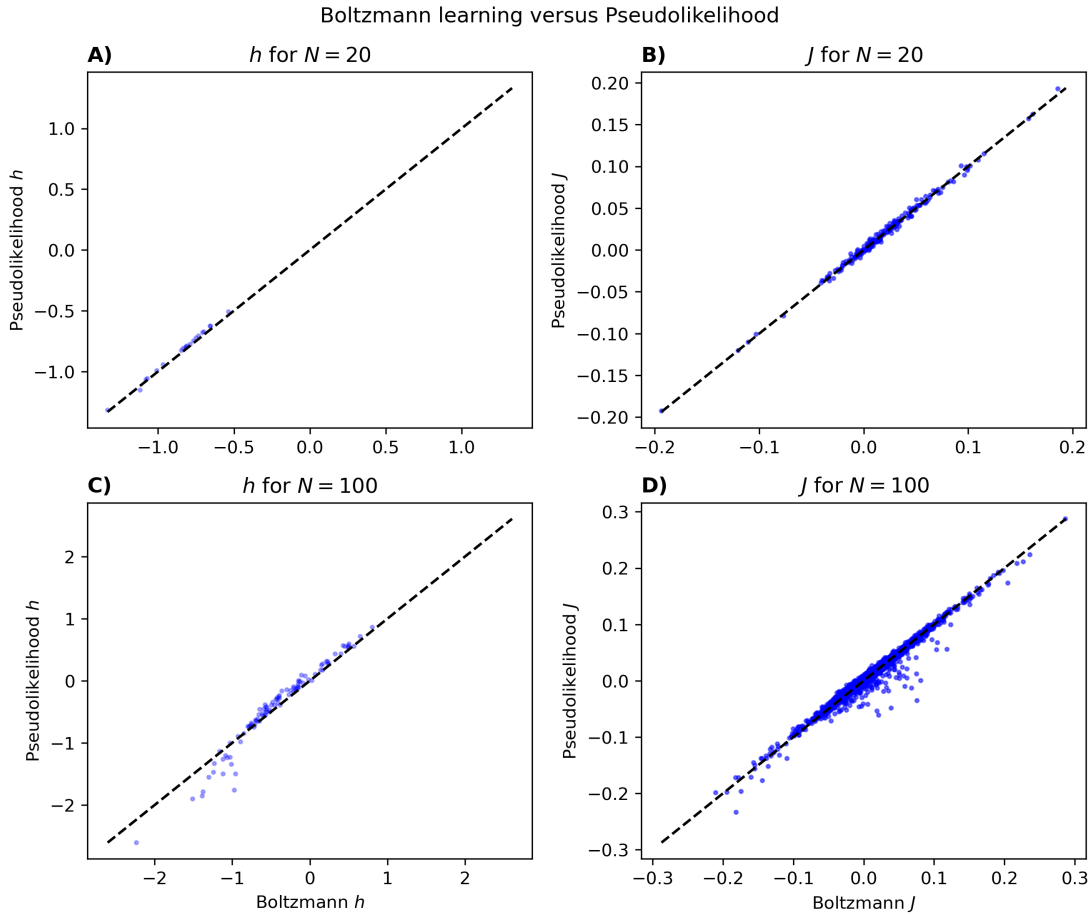 Boltzmann learning versus Pseudolikelihood
A) h for N = 20
B) J for N = 20
Pseudolikelihood h
1.0
0.5
0.0
−0.5
−1.0
−1.0 −0.5 0.0 0.5 1.0
Pseudolikelihood J
0.20
0.15
0.10
0.05
0.00
−0.05
−0.10
−0.15
−0.20
−0.2 −0.1 0.0 0.1 0.2
C) h for N = 100
D) J for N = 100
Pseudolikelihood h
2
1
0
−1
−2
−2 −1 0 1 2
Boltzmann h
Pseudolikelihood J
0.3
0.2
0.1
0.0
−0.1
−0.2
−0.3
−0.3 −0.2 −0.1 0.0 0.1 0.2 0.3
Boltzmann J